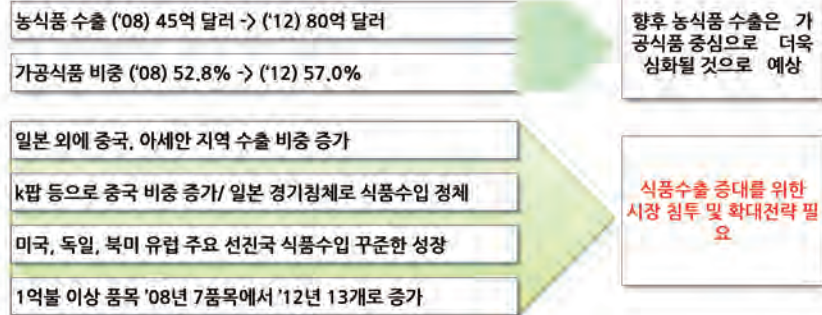 농식품 수출 ('08) 45억 달러 -> ('12) 80억 달러
가공식품 비중 ('08) 52.8% -> ('12) 57.0%
향후 농식품 수출은 가
공식품 중심으로 더욱
심화될 것으로 예상
일본 외에 중국, 아세안 지역 수출 비중 증가
k팝 등으로 중국 비중 증가/ 일본 경기침체로 식품수입 정체
미국, 독일, 북미 유럽 주요 선진국 식품수입 꾸준한 성장
1억불 이상 품목 '08년 7품목에서 '12년 13개로 증가
식품수출 증대를 위한
시장 침투 및 확대전략 필
요